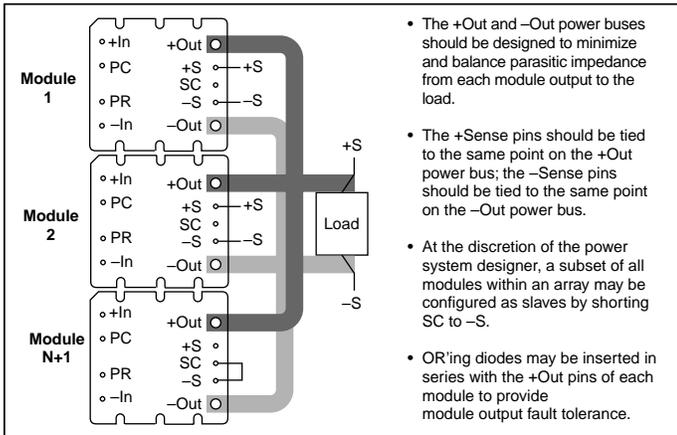 Module
1
+In
PC
PR
–In
+Out
+S
SC
–S
–Out
+S
–S
Module
2
+In
PC
PR
–In
+Out
+S
SC
–S
–Out
+S
–S
Module
N+1
+In
PC
PR
–In
+Out
+S
SC
–S
–Out
+S
Load
–S
• The +Out and –Out power buses
should be designed to minimize
and balance parasitic impedance
from each module output to the
load.
• The +Sense pins should be tied
to the same point on the +Out
power bus; the –Sense pins
should be tied to the same point
on the –Out power bus.
• At the discretion of the power
system designer, a subset of all
modules within an array may be
configured as slaves by shorting
SC to –S.
• OR'ing diodes may be inserted in
series with the +Out pins of each
module to provide
module output fault tolerance.